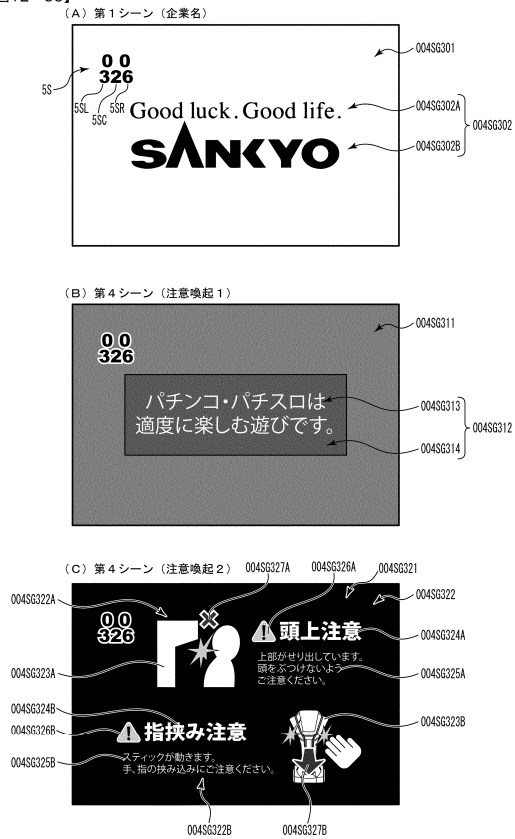 (A) 第1シーン(企業名)
00
326
5S
5SL
5SC
5SR
Good luck. Good life.
SANKYO
004SG301
004SG302A
004SG302
004SG302B
(B) 第4シーン(注意喚起1)
00
326
パチンコ・パチスロは
適度に楽しむ遊びです。
004SG311
004SG313
004SG312
004SG314
(C) 第4シーン(注意喚起2)
004SG327A
004SG326A
004SG321
004SG322A
004SG322
00
326
頭上注意
004SG324A
上部がせり出しています。
頭をぶつけないよう
ご注意ください。
004SG325A
004SG323A
004SG324B
004SG326B
指挟み注意
004SG323B
004SG325B
スティックが動きます。
手、指の挟み込みにご注意ください。
004SG322B
004SG327B